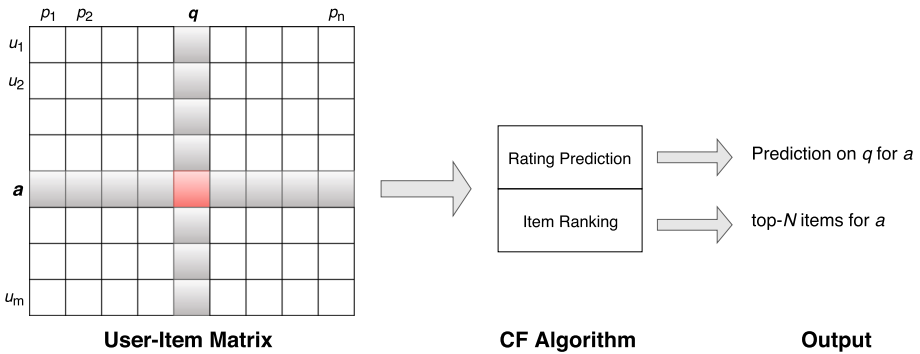 p1 p2 q pn
u1
u2
a
um
Rating Prediction
Item Ranking
Prediction on q for a
top-N items for a
User-Item Matrix
CF Algorithm
Output